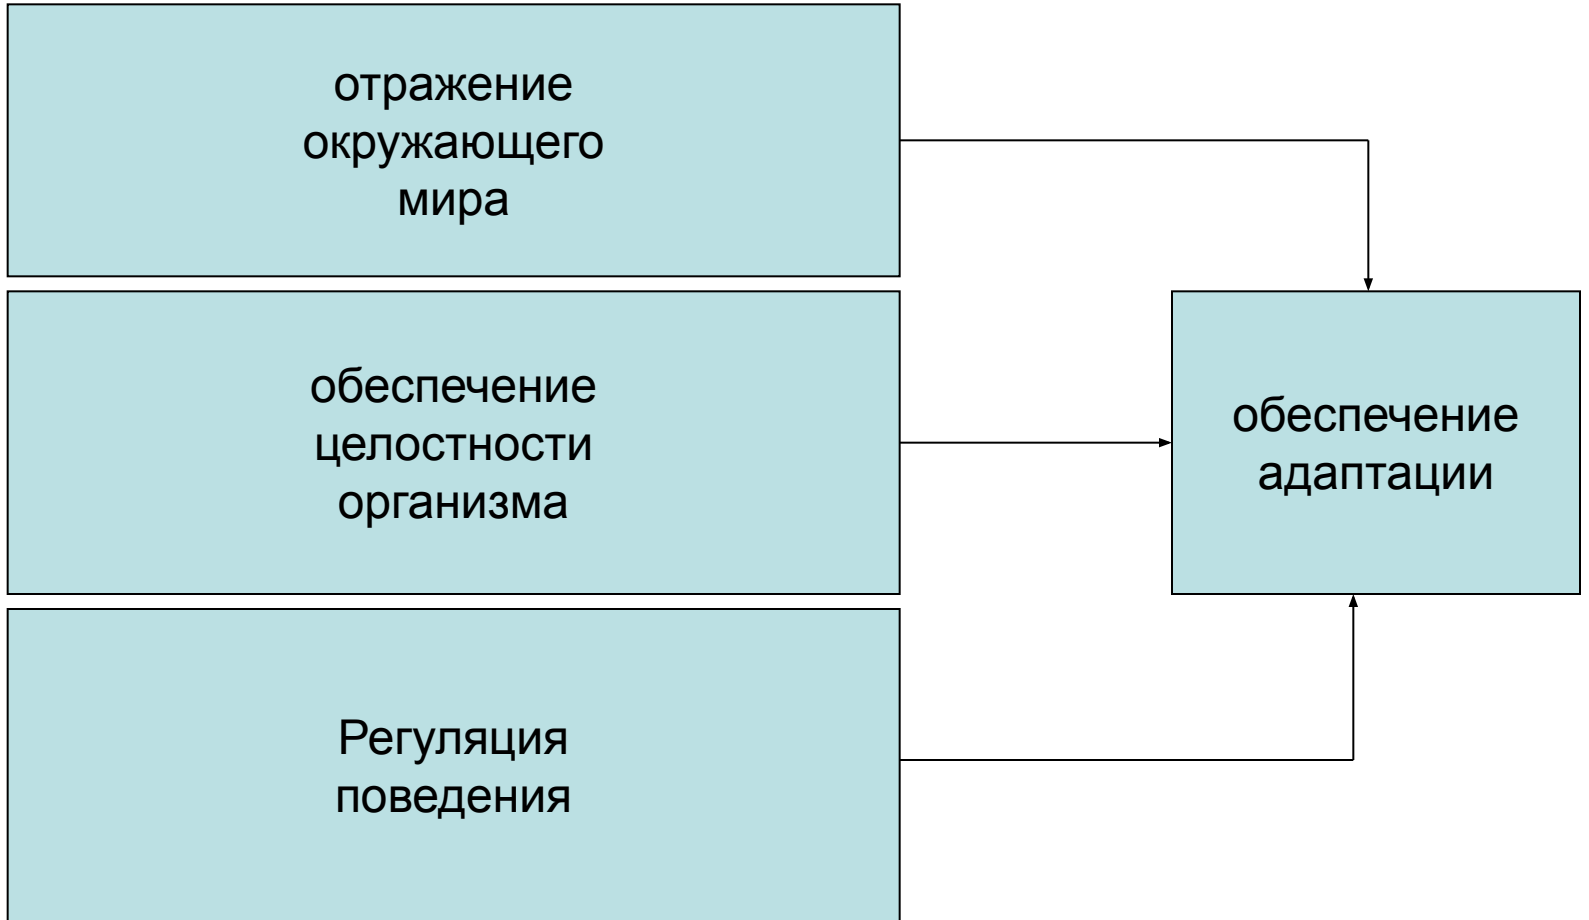 отражение
окружающего
мира
обеспечение
целостности
организма
обеспечение
адаптации
Регуляция
поведения